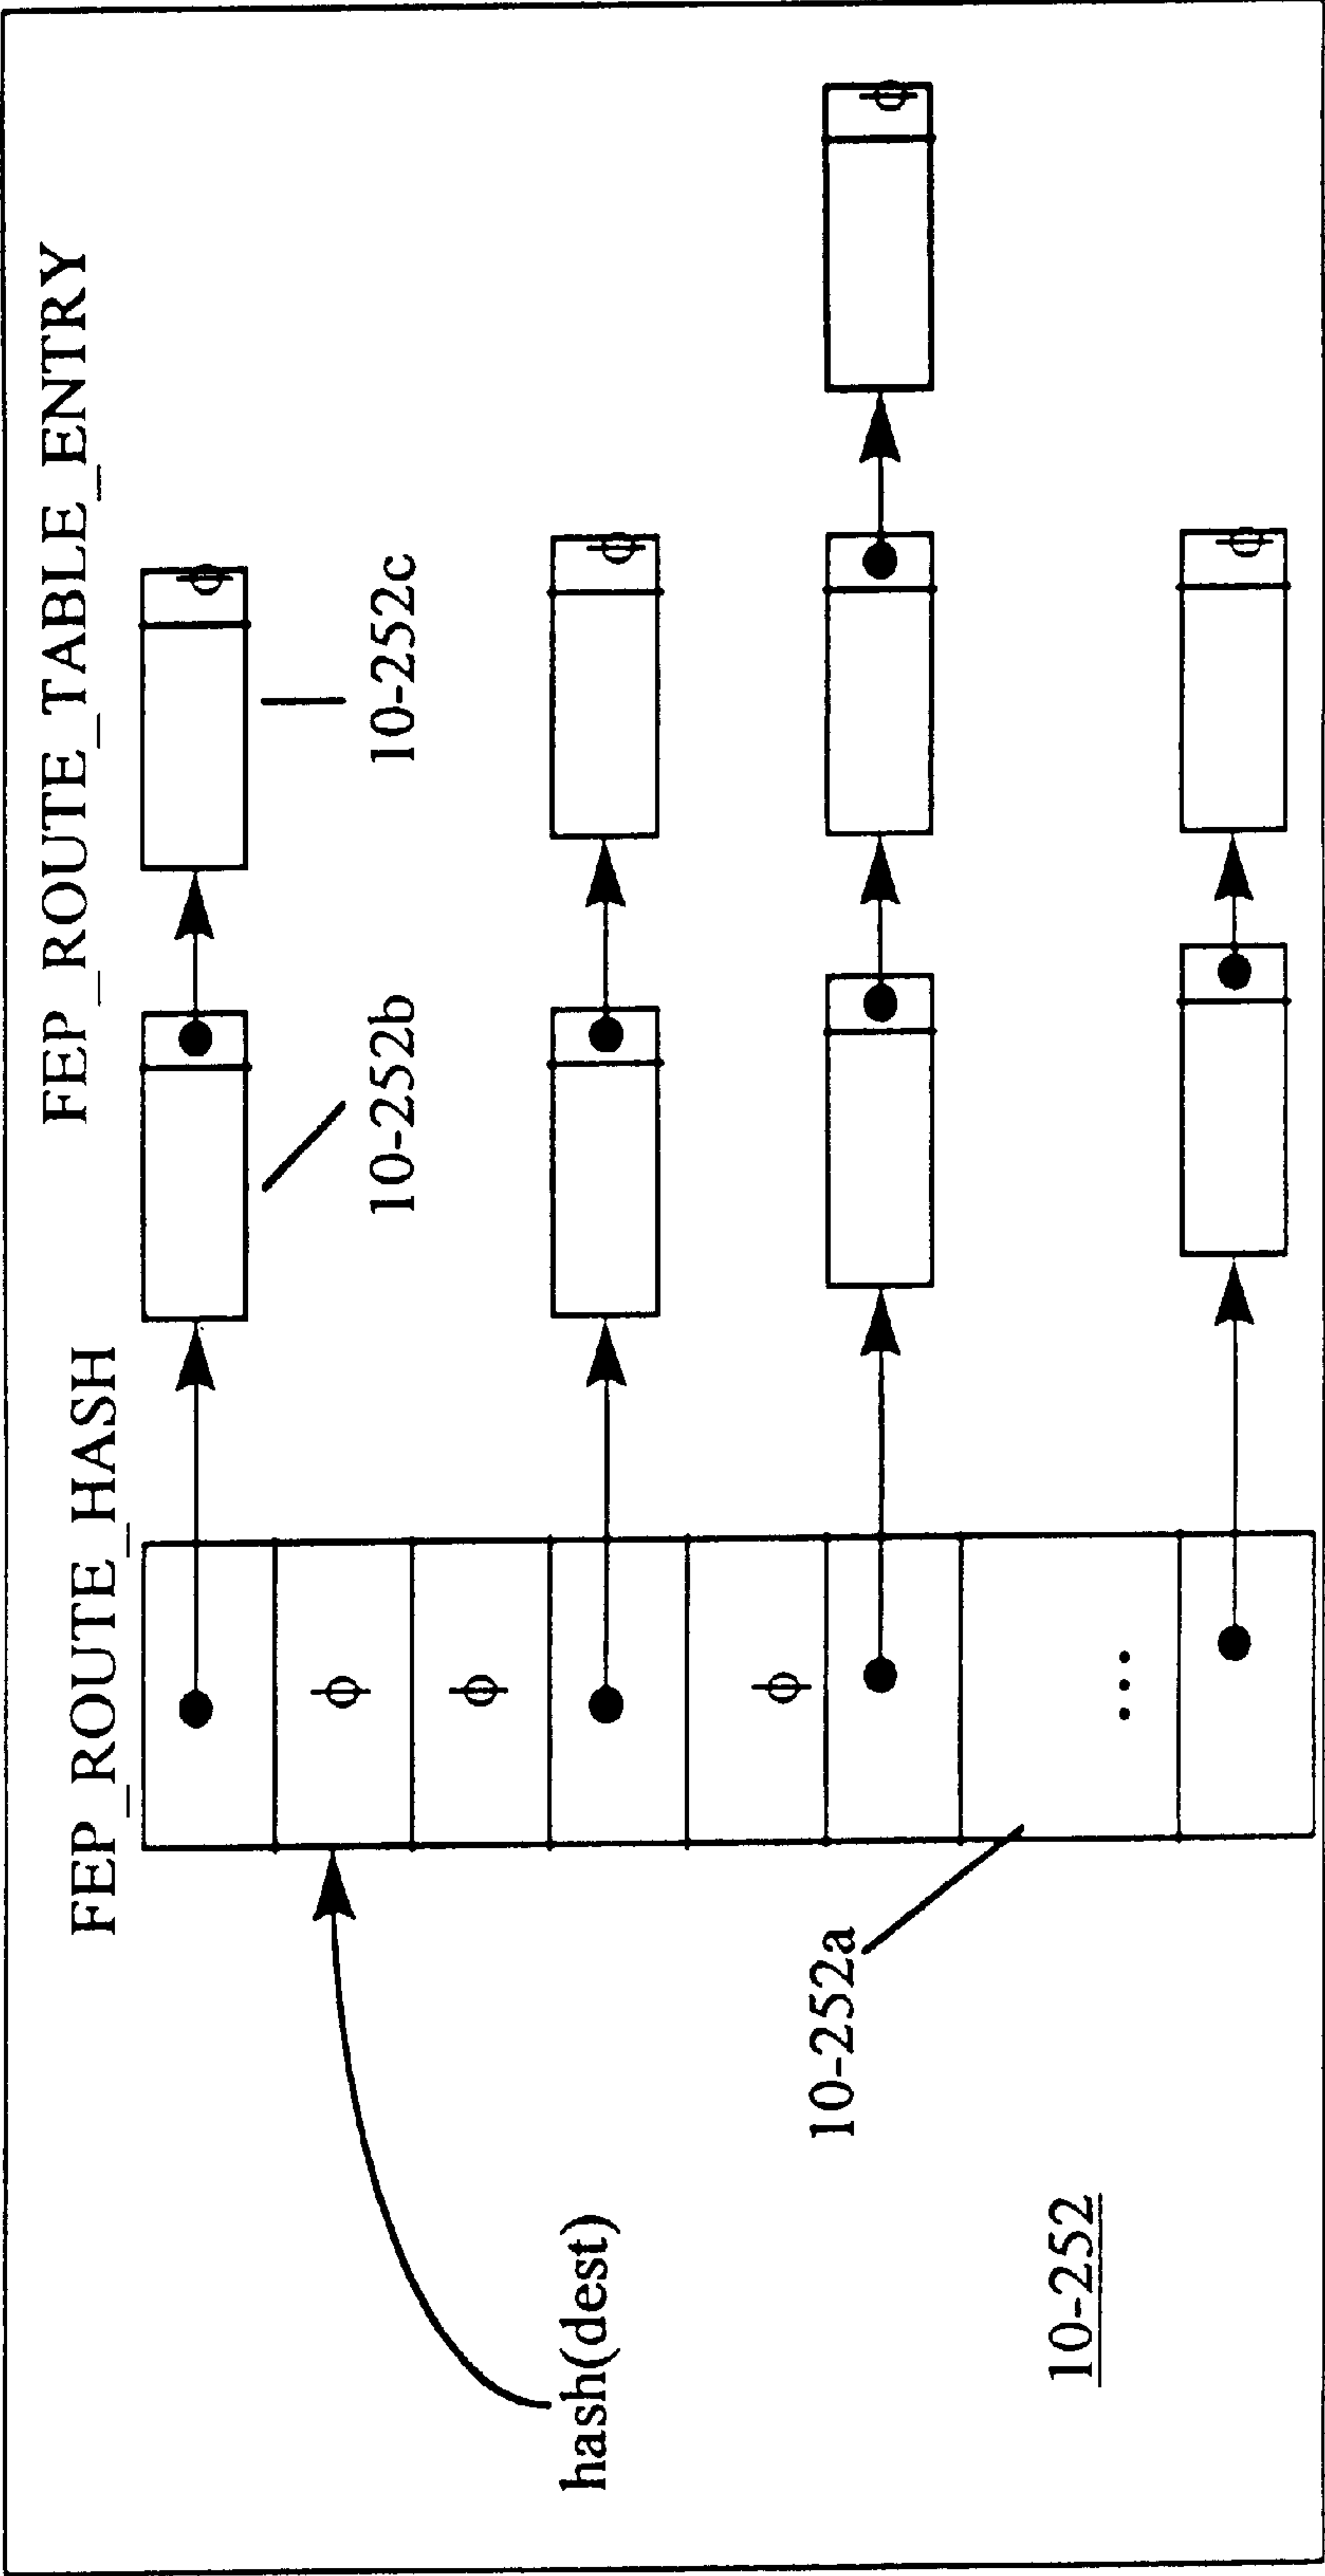 FEP_ROUTE_HASH
FEP_ROUTE_TABLE_ENTRY
10-252b
10-252c
ϕ
ϕ
ϕ
ϕ
ϕ
hash(dest)
ϕ
10-252a
ϕ
...
ϕ
10-252